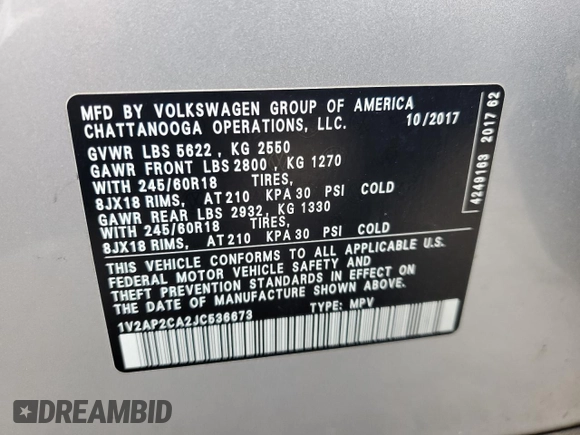 MFD BY VOLKSWAGEN GROUP OF AMERICA
CHATTANOOGA OPERATIONS, LLC. 10/2017
GVWR LBS 5622 , KG 2550
GAWR FRONT LBS 2800 , KG 1270
WITH 245/60R18 TIRES,
8JX18 RIMS, AT 210 KPA 30 PSI COLD
GAWR REAR LBS 2932, KG 1330
WITH 245/60R18 TIRES,
8JX18 RIMS, AT 210 KPA 30 PSI COLD
THIS VEHICLE CONFORMS TO ALL APPLICABLE U.S.
FEDERAL MOTOR VEHICLE SAFETY AND
THEFT PREVENTION STANDARDS IN EFFECT ON
THE DATE OF MANUFACTURE SHOWN ABOVE.
1V2AP2CA2JC536673 TYPE: MPV
4249163 2017 62
DREAMBID